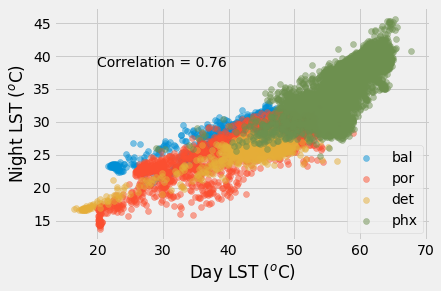 45
40
35
30
25
20
15
Night LST (°C)
Correlation = 0.76
bal
por
det
phx
20
30
40
50
60
70
Day LST (°C)